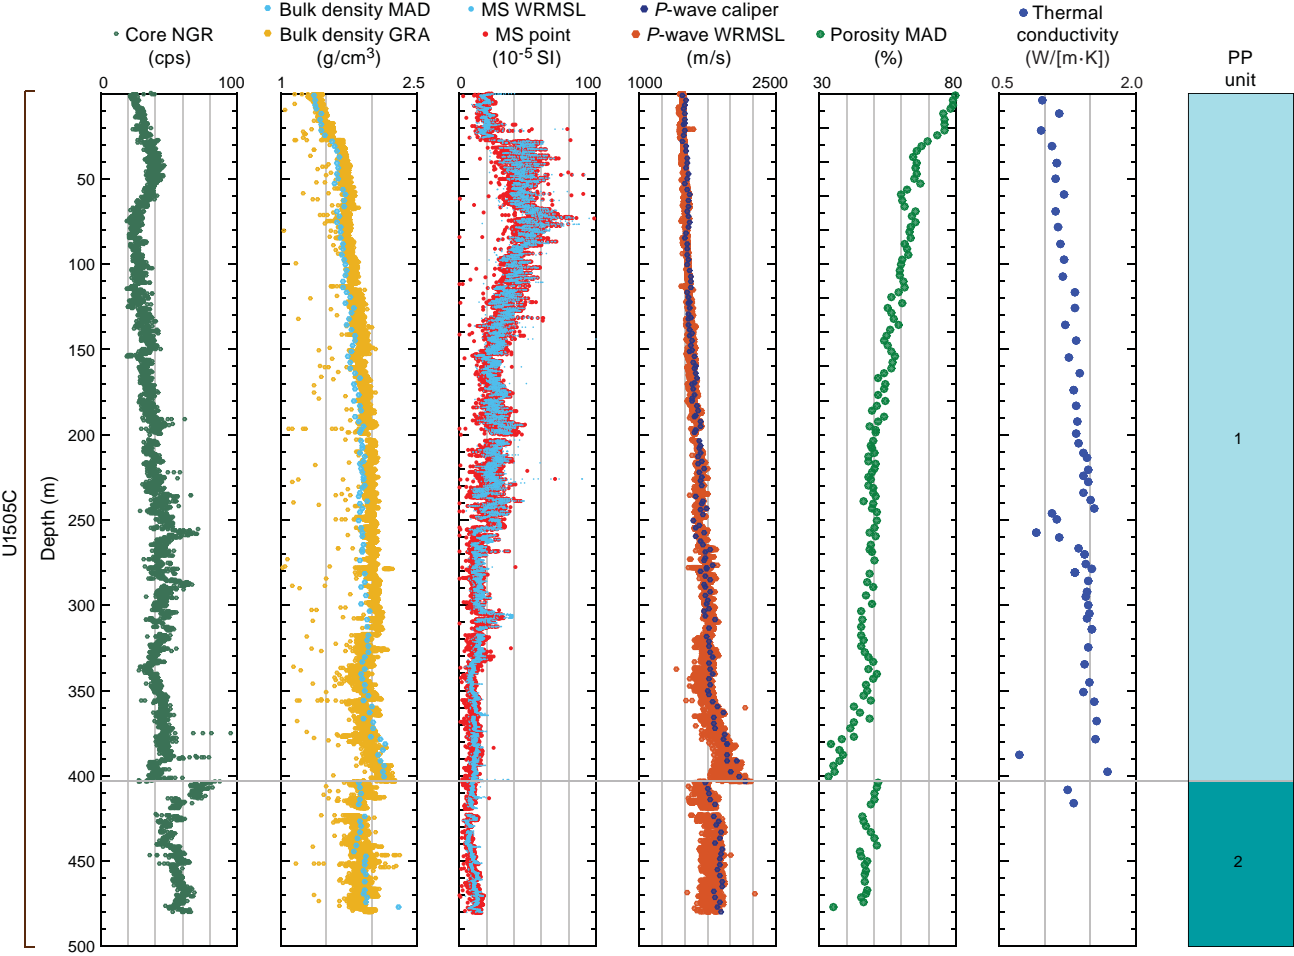 Core NGR
(cps)
0 100
Bulk density MAD
Bulk density GRA
(g/cm³)
1 2.5
MS WRMSL
MS point
(10⁻⁵ SI)
0 100
P-wave caliper
P-wave WRMSL
(m/s)
1000 2500
Porosity MAD
(%)
30 80
Thermal
conductivity
(W/[m·K])
0.5 2.0
PP
unit
U1505C
Depth (m)
0
50
100
150
200
250
300
350
400
450
500
1
2